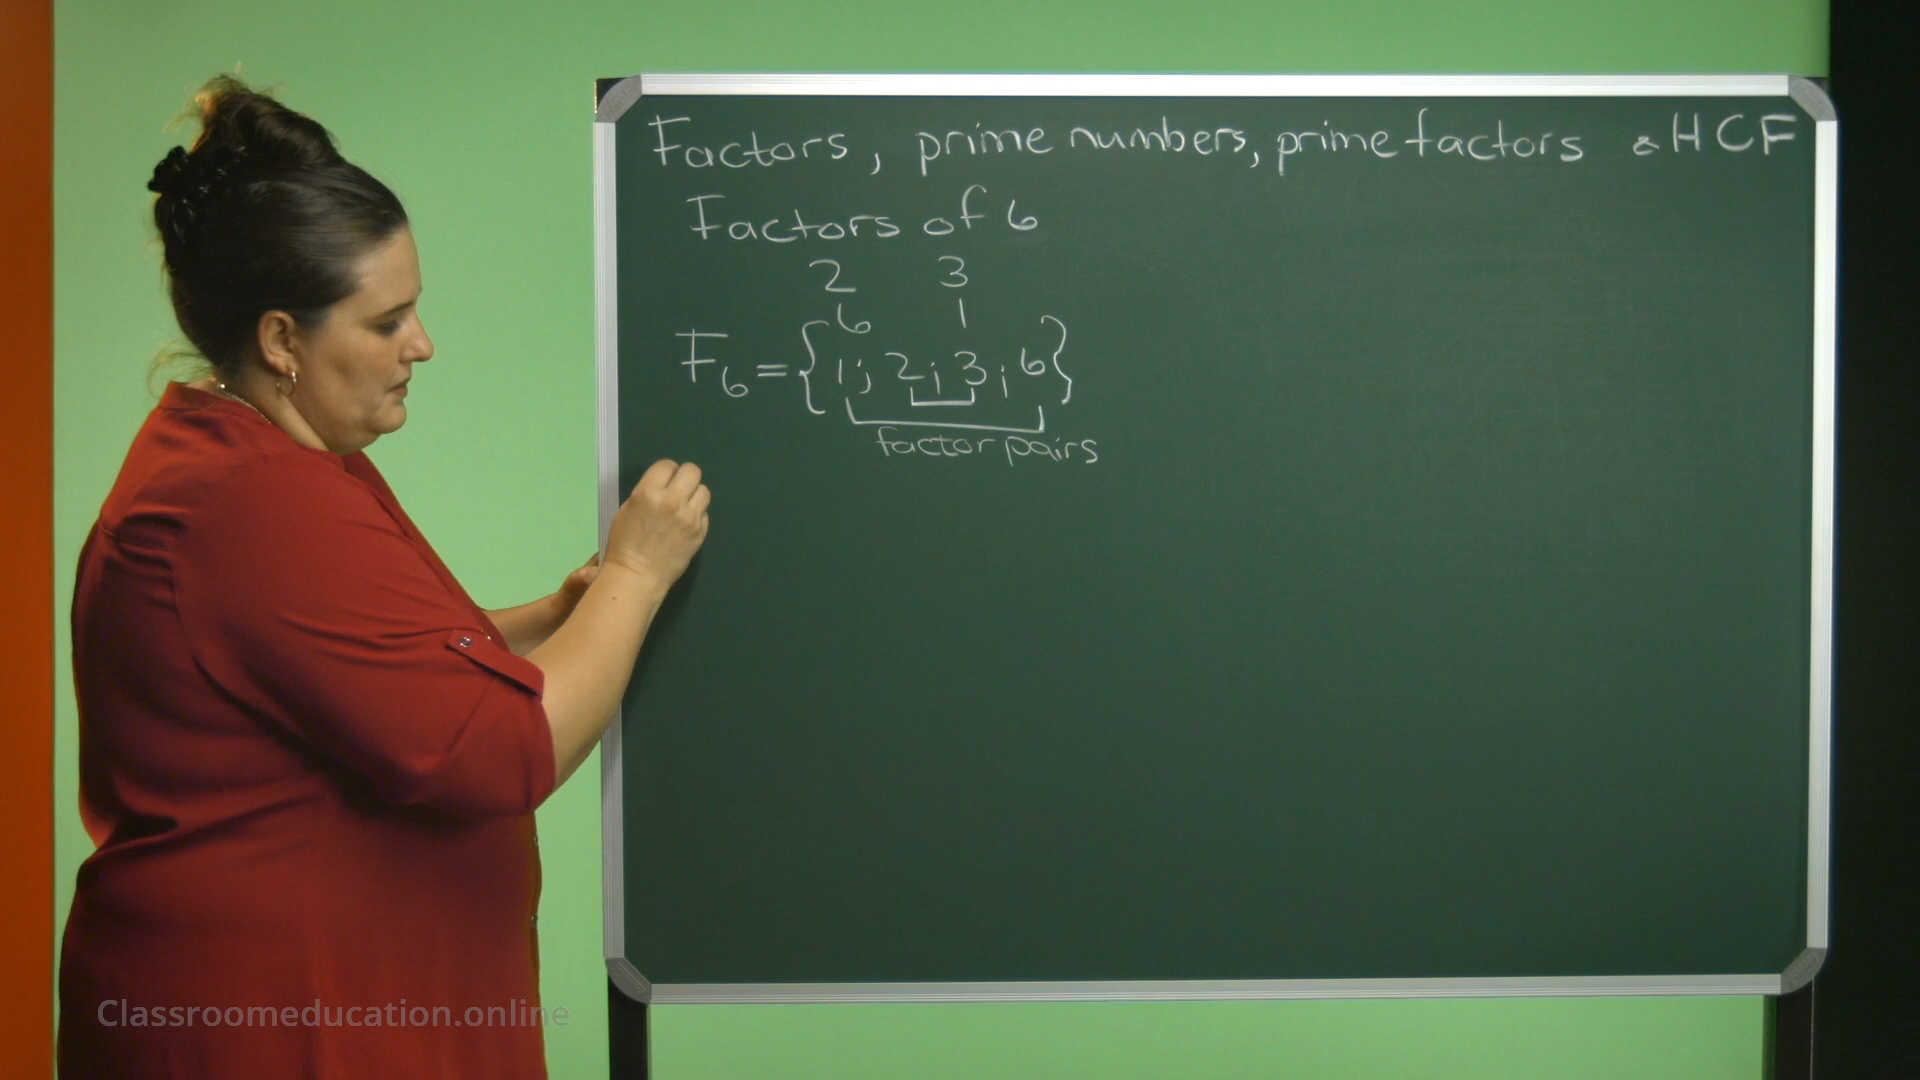 Factors, prime numbers, prime factors & HCF
Factors of 6
2 3
6 1
F6 = {1; 2; 3; 6}
factor pairs
Classroomeducation.online